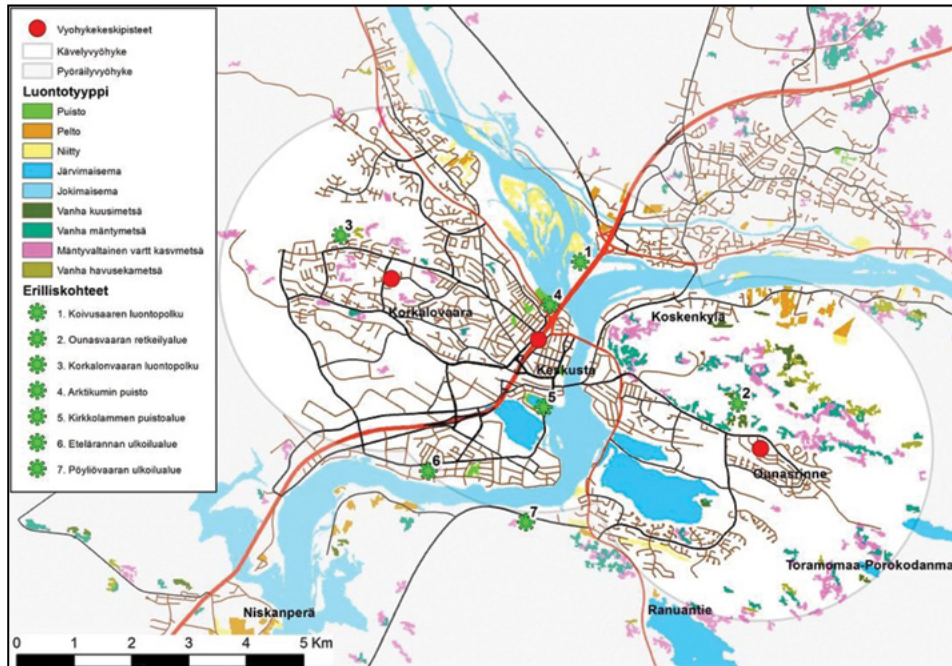 Vyohykekeskipisteet
Kävelyvyöhyke
Pyöräilyvyöhyke
Luontotyyppi
Puisto
Pelto
Niitty
Järvimaisema
Jokimaisema
Vanha kuusimetsä
Vanha mäntymetsä
Mäntyvaltainen vartt kasvmetsä
Vanha havusekametsä
Erilliskohteet
1. Koivusaaren luontopolku
2. Ounasvaaran retkeilyalue
3. Korkalonvaaran luontopolku
4. Arktikumin puisto
5. Kirkkolammen puistoalue
6. Etelärannan ulkoilualue
7. Pöyliövaaran ulkoilualue
3
1
4
Korkalovaara
Koskenkylä
Keskusta
2
5
Ounasrinne
6
7
Toramomaa-Porokodanmaa
Niskanperä
Ranuantie
0 1 2 3 4 5 Km